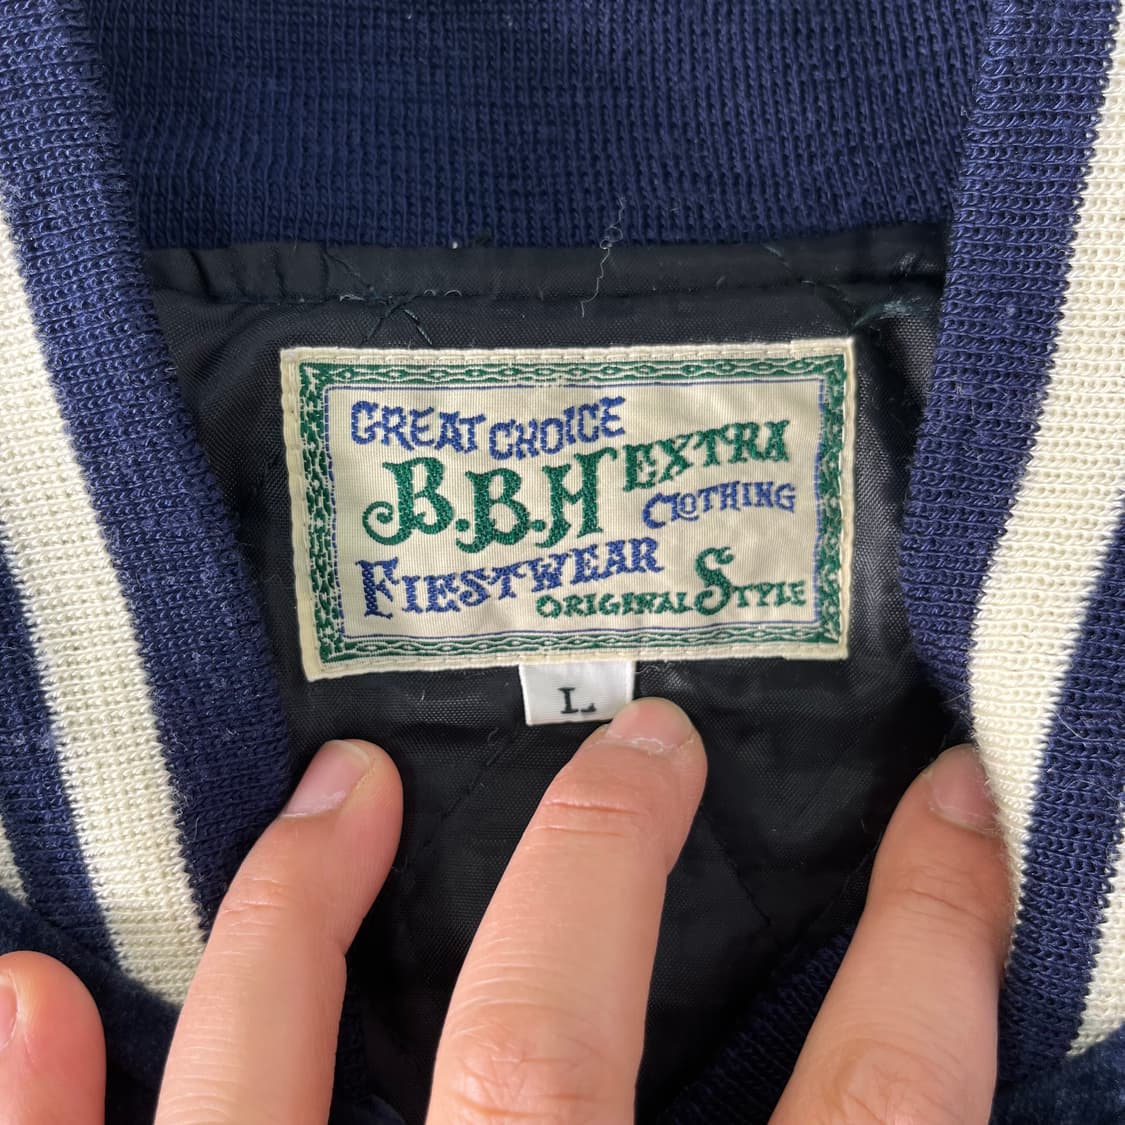 GREAT CHOICE
B.B.H EXTRA
CLOTHING
FIESTWEAR
ORIGINAL STYLE
L